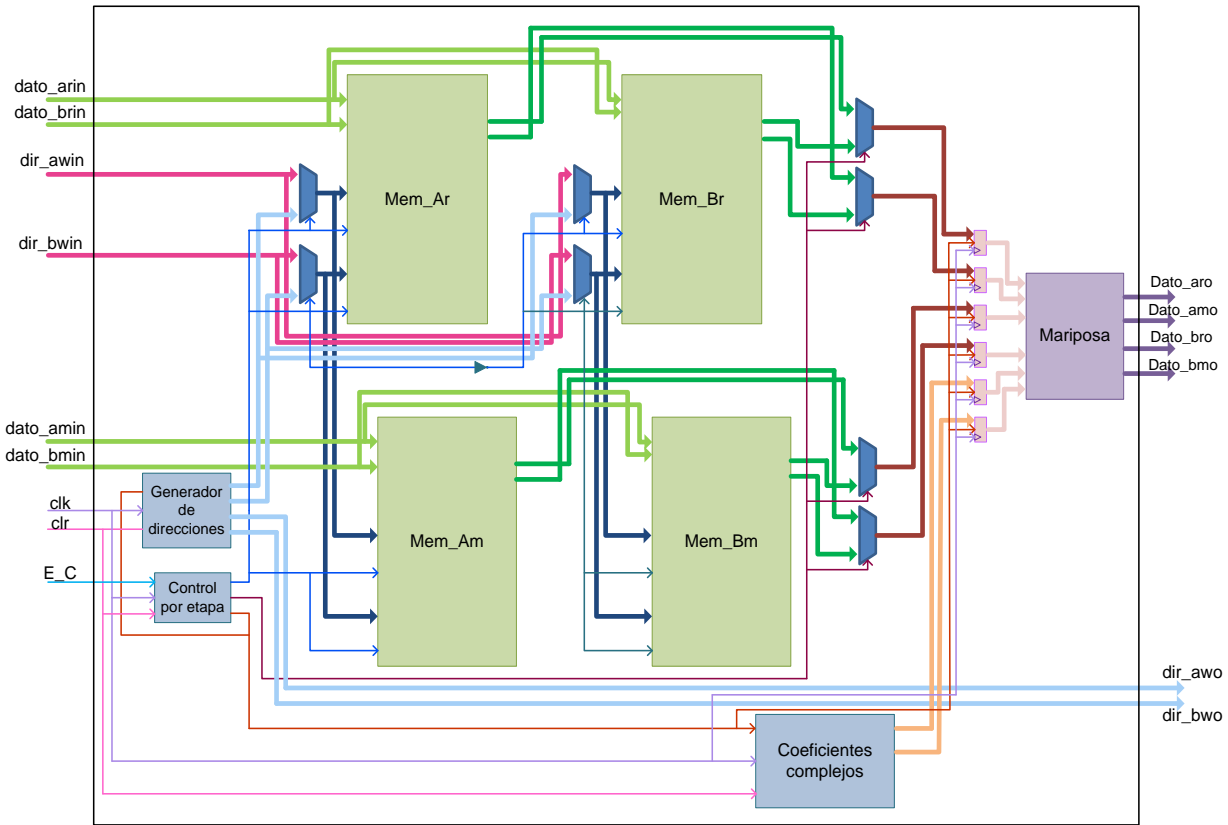 dato_arin
dato_brin
dir_awin
dir_bwin
Mem_Ar
Mem_Br
Mariposa
Dato_aro
Dato_amo
Dato_bro
Dato_bmo
dato_amin
dato_bmin
clk
clr
E_C
Generador
de
direcciones
Control
por etapa
Mem_Am
Mem_Bm
Coeficientes
complejos
dir_awo
dir_bwo